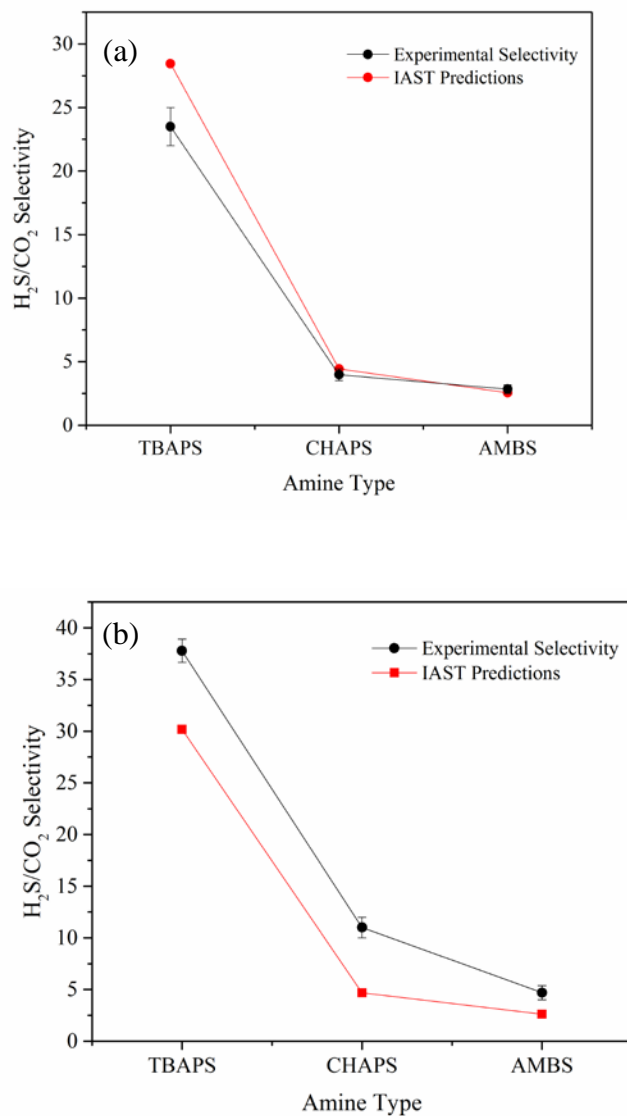 (a)
Experimental Selectivity
IAST Predictions
30
25
20
15
10
5
0
H₂S/CO₂ Selectivity
TBAPS CHAPS AMBS
Amine Type
(b)
Experimental Selectivity
IAST Predictions
40
35
30
25
20
15
10
5
0
H₂S/CO₂ Selectivity
TBAPS CHAPS AMBS
Amine Type